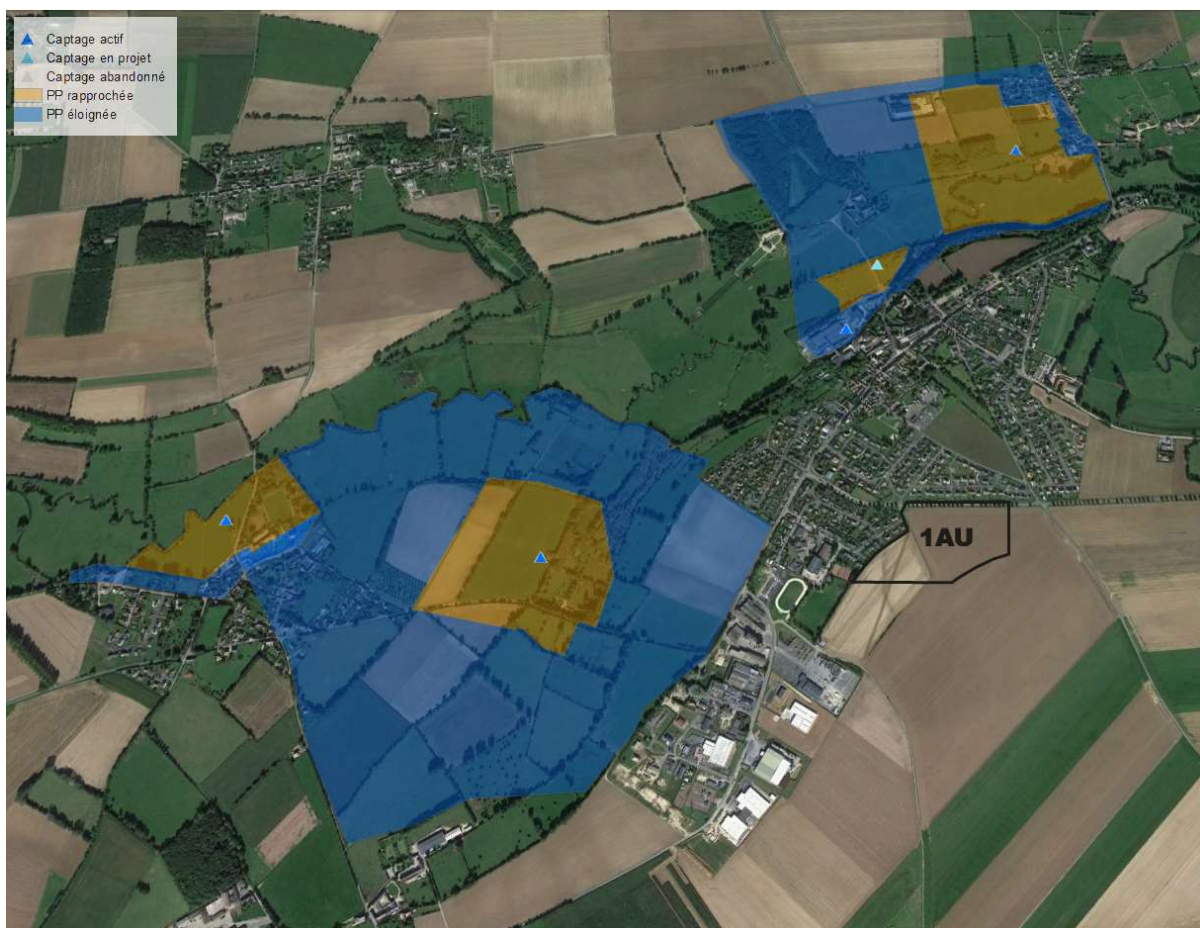 Captage actif
Captage en projet
Captage abandonné
PP rapprochée
PP éloignée
1AU